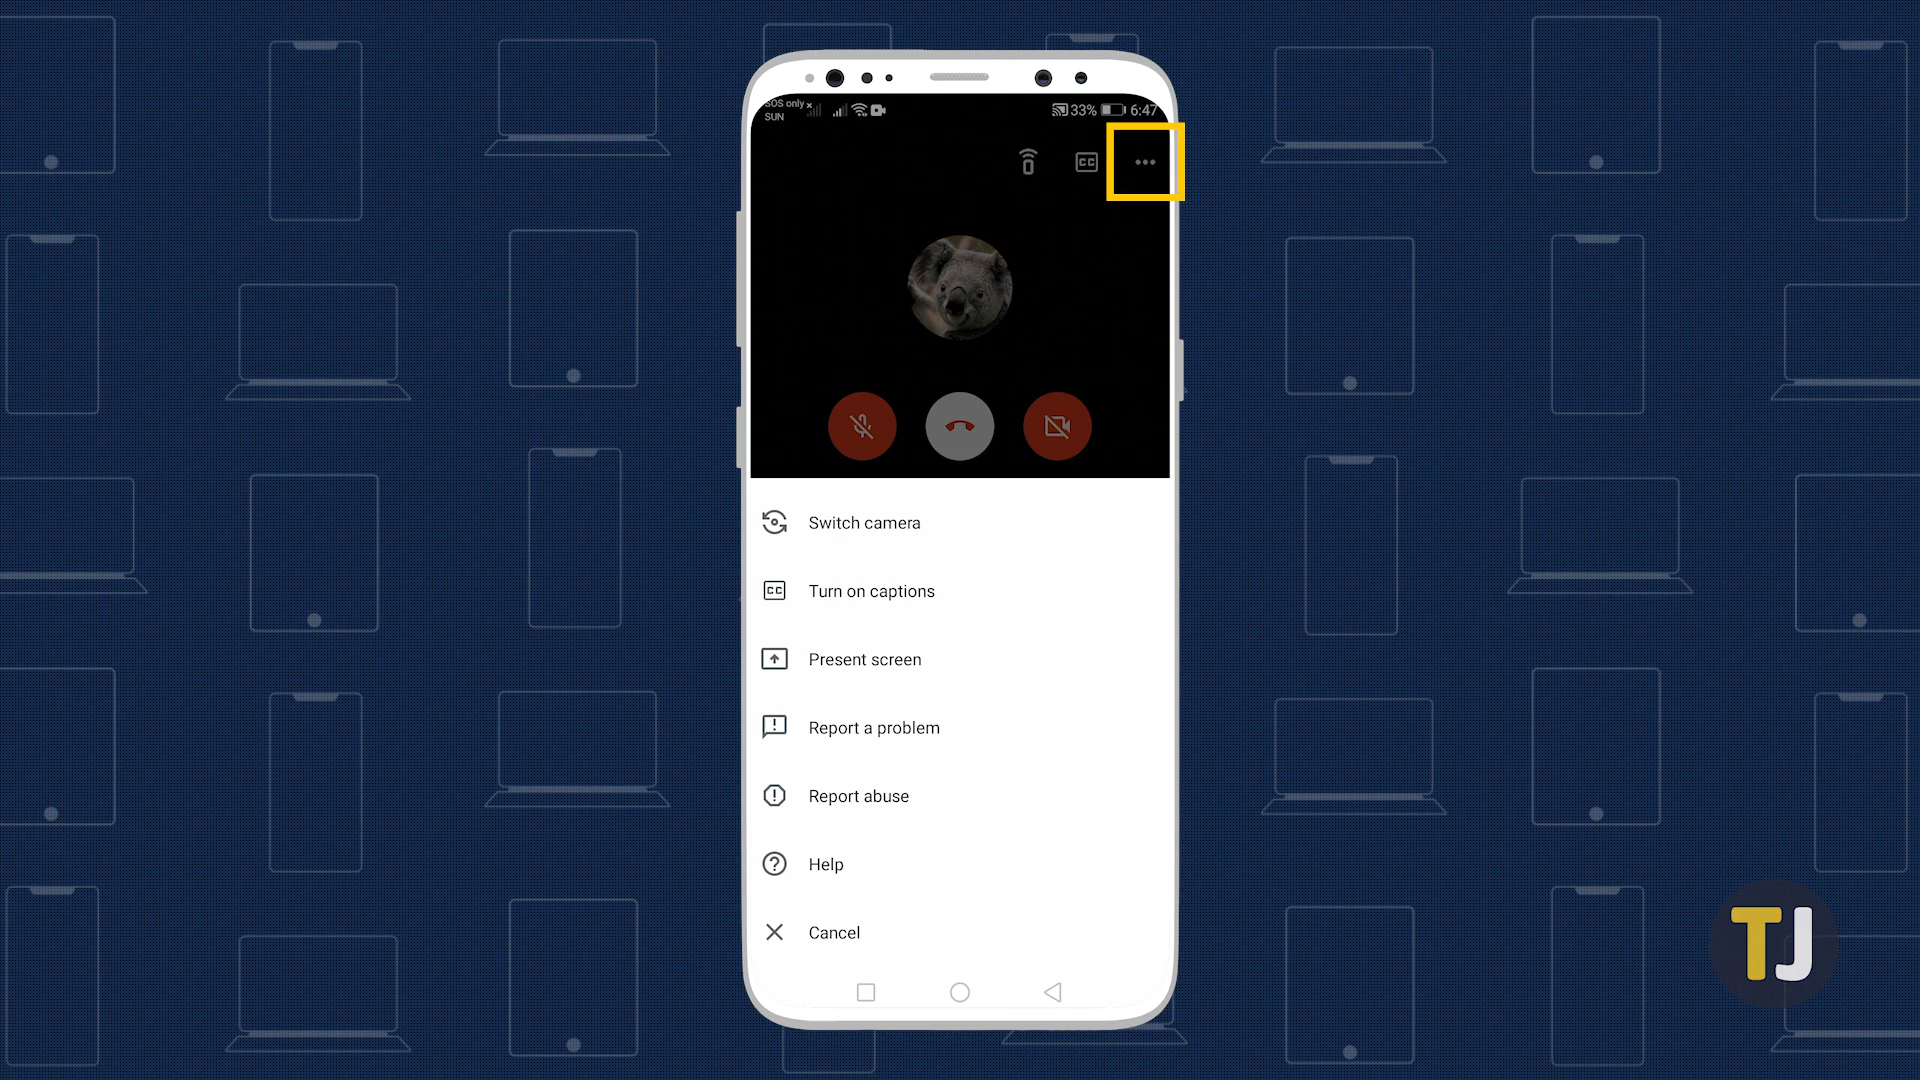 SOS only
SUN
33% 6:47
CC
Switch camera
CC Turn on captions
Present screen
Report a problem
Report abuse
Help
Cancel
TJ